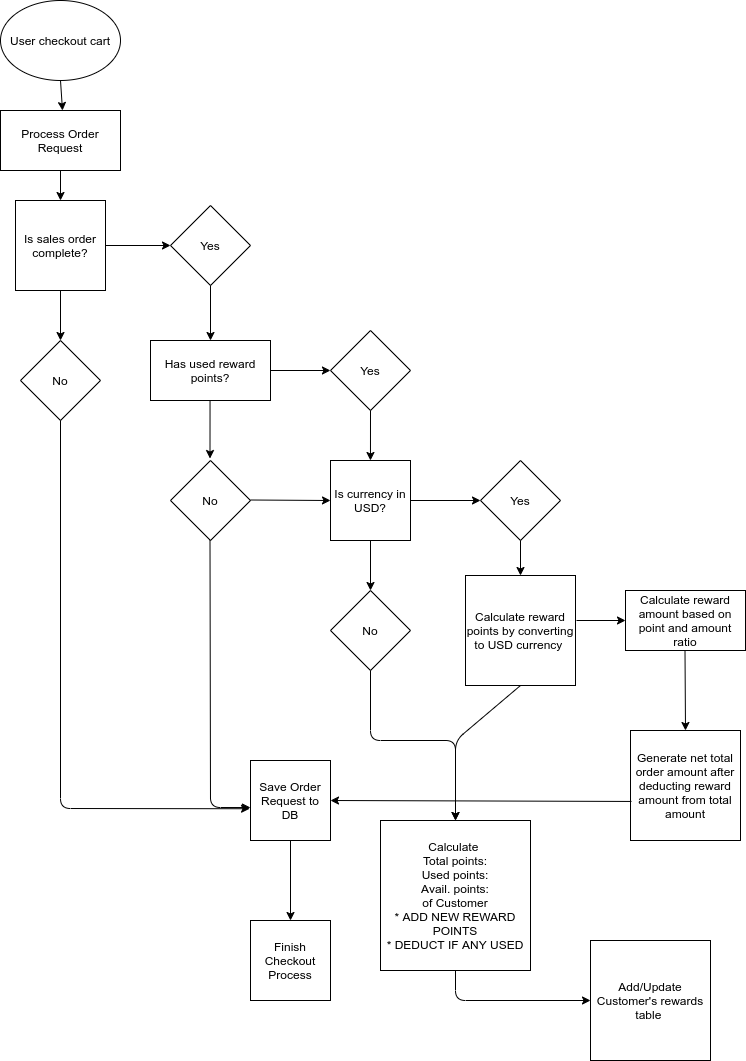 User checkout cart
Process Order
Request
Is sales order
complete?
Yes
No
Has used reward
points?
Yes
No
Is currency in
USD?
Yes
No
Calculate reward
points by converting
to USD currency
Calculate reward
amount based on
point and amount
ratio
Generate net total
order amount after
deducting reward
amount from total
amount
Save Order
Request to
DB
Calculate
Total points:
Used points:
Avail. points:
of Customer
* ADD NEW REWARD
POINTS
* DEDUCT IF ANY USED
Finish
Checkout
Process
Add/Update
Customer's rewards
table